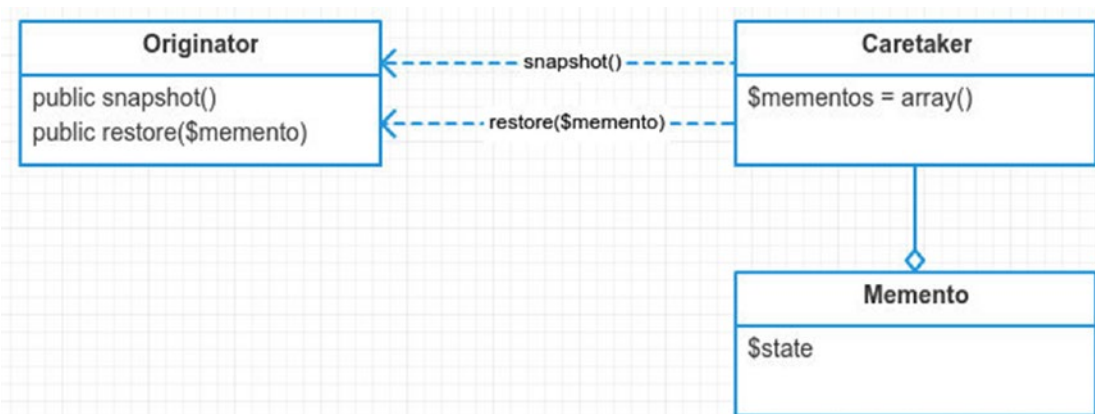 Originator
public snapshot()
public restore($memento)
snapshot()
restore($memento)
Caretaker
$mementos = array()
Memento
$state